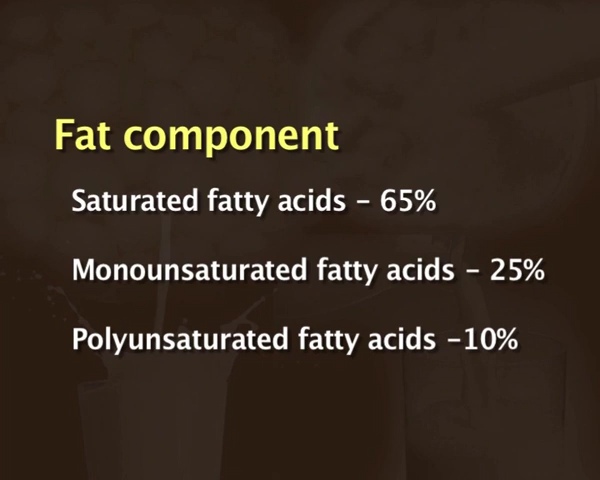 Fat component
Saturated fatty acids – 65%
Monounsaturated fatty acids – 25%
Polyunsaturated fatty acids –10%